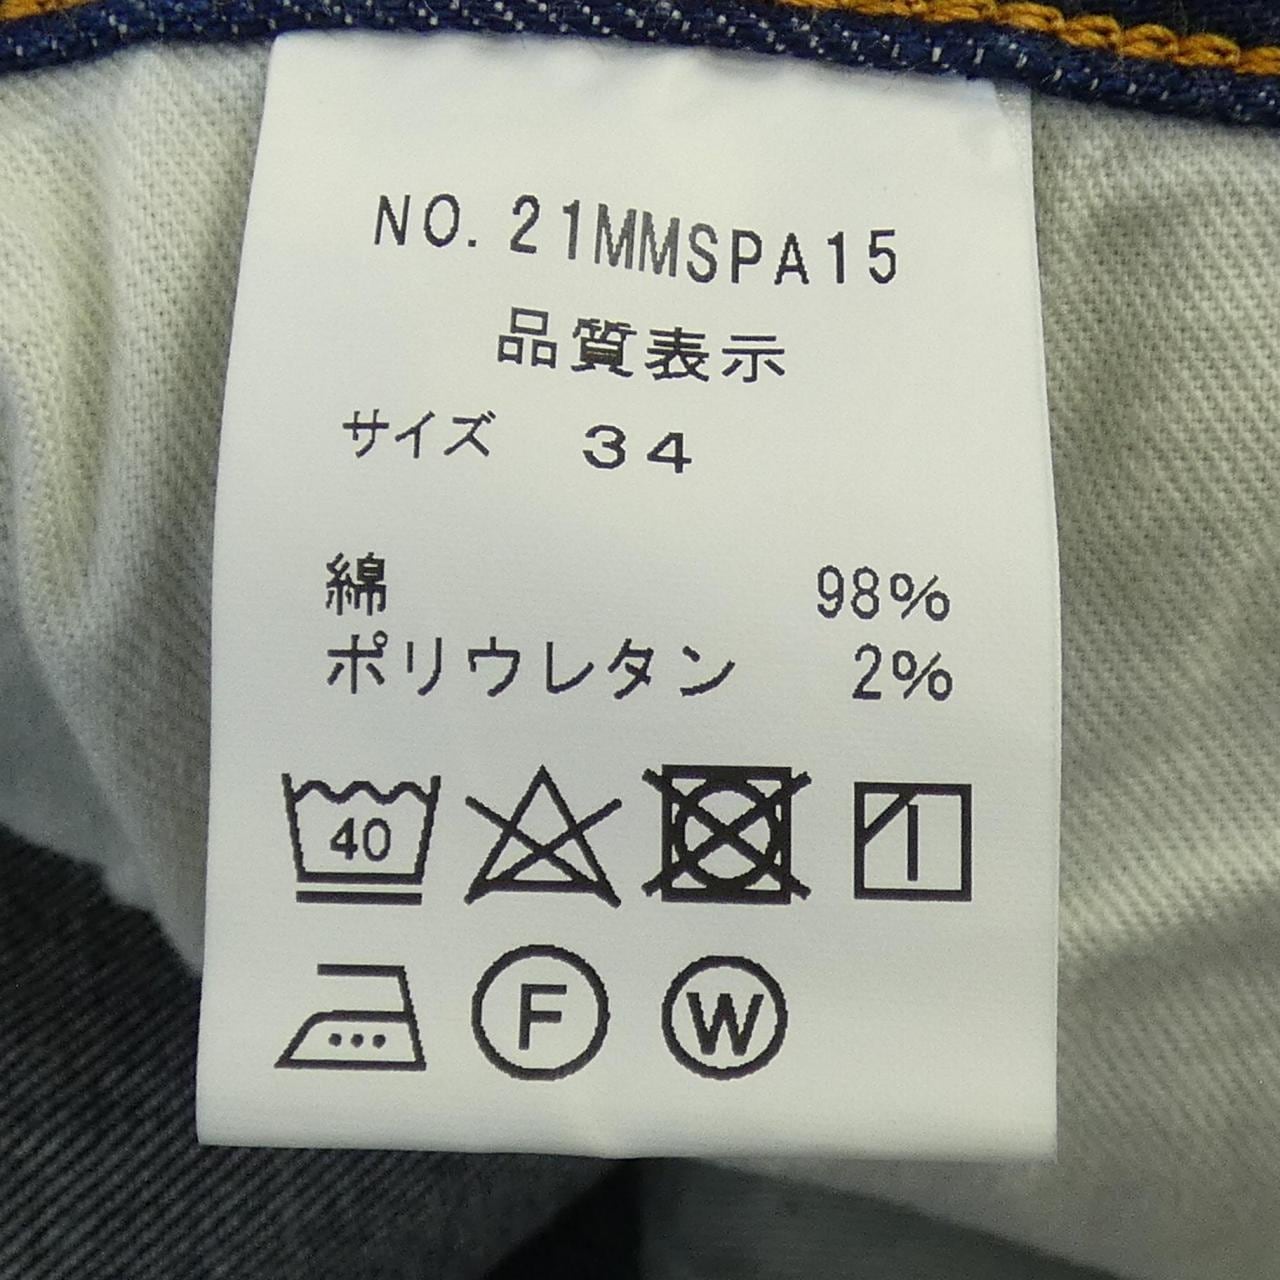 NO. 21MMSPA15
品質表示
サイズ 34
綿 98%
ポリウレタン 2%
40
F W